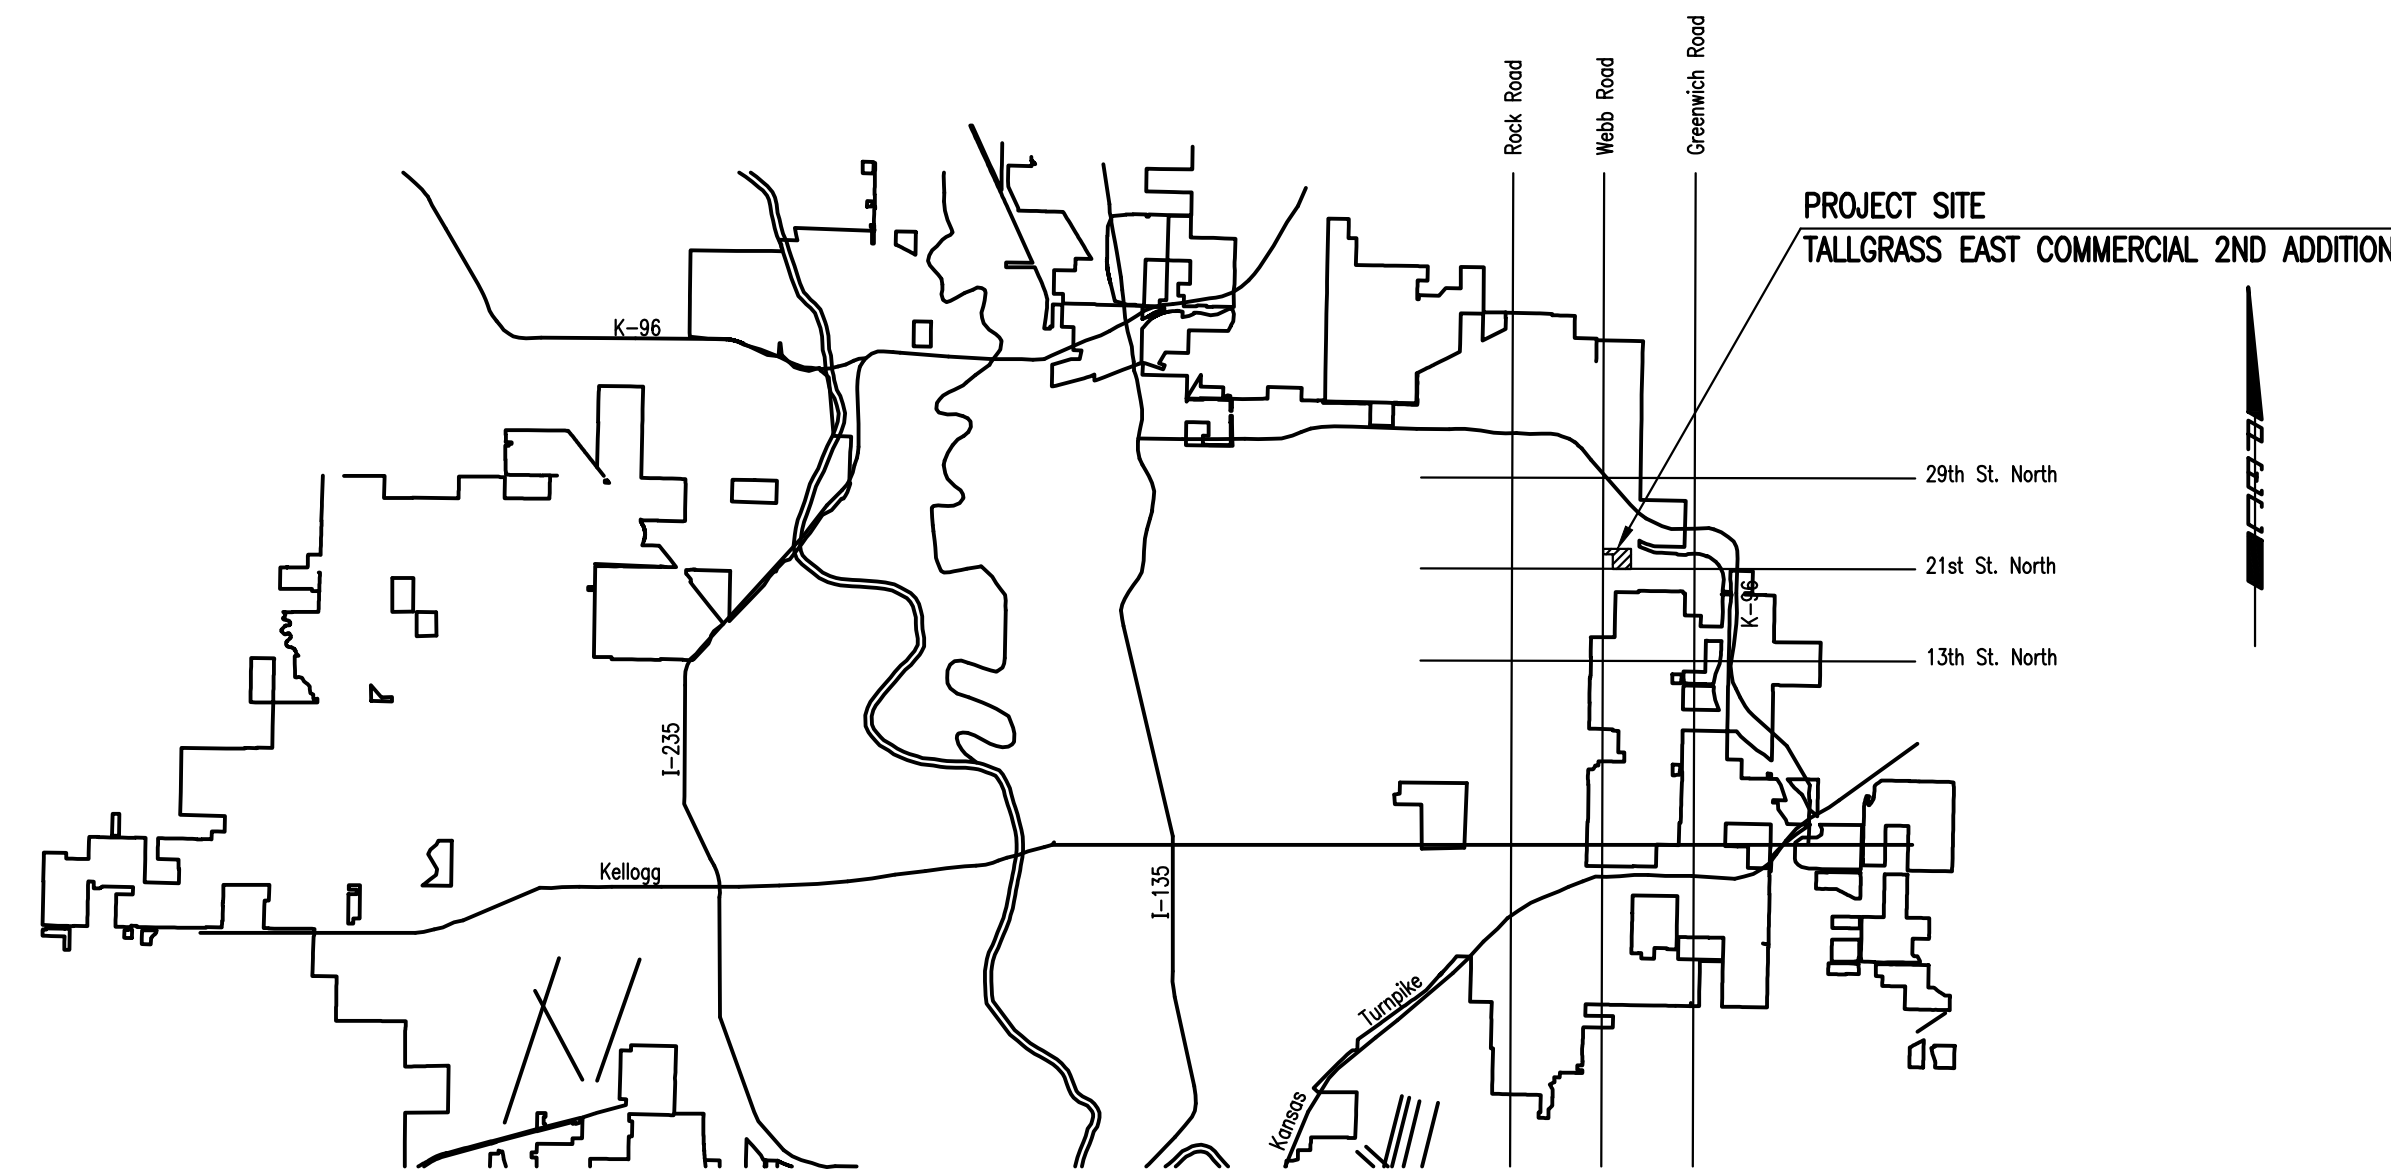 Rock Road
Webb Road
Greenwich Road
PROJECT SITE
TALLGRASS EAST COMMERCIAL 2ND ADDITION
K-96
29th St. North
21st St. North
K-96
13th St. North
I-235
Kellogg
I-135
Turnpike
Kansas